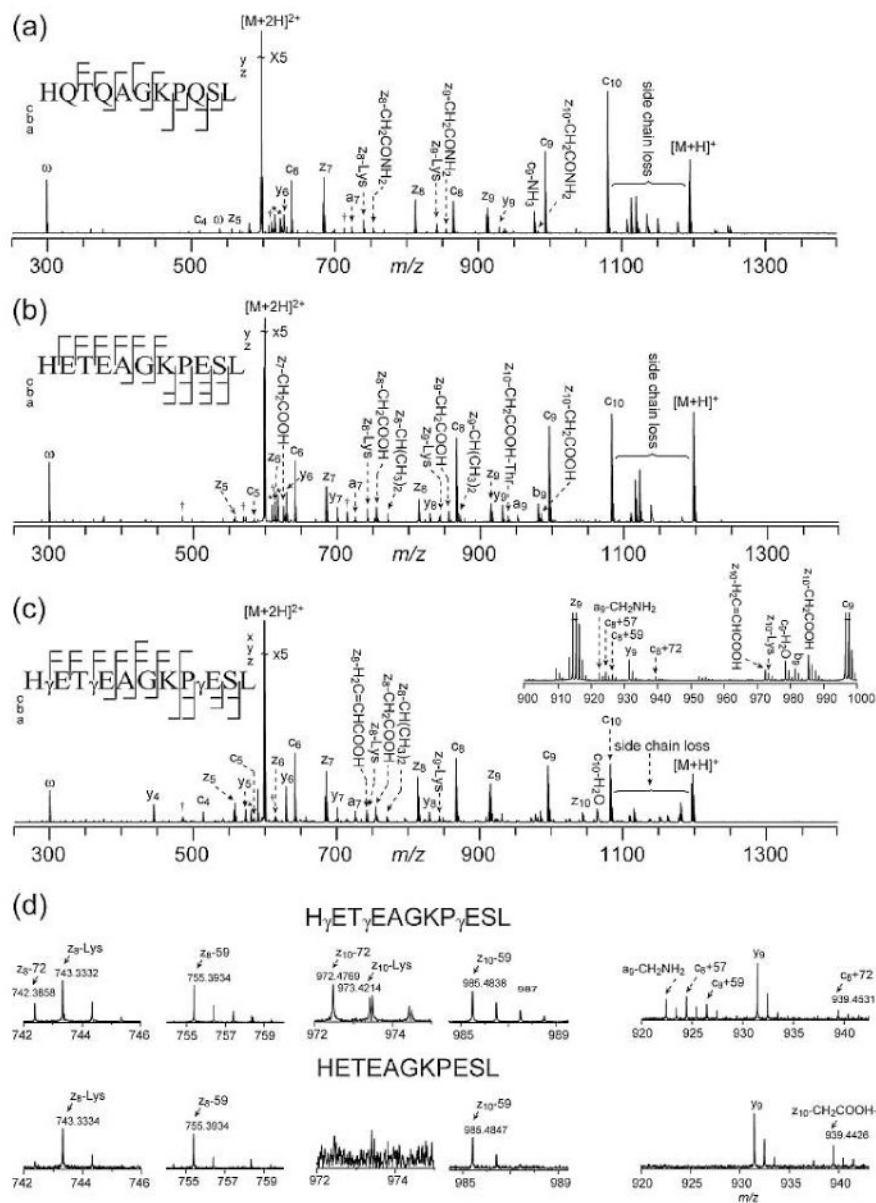 (a)
[M+2H]2+
y
z
X5
HQTQAGKPQSL
c
b
a
ω
c4
ω
z5
†
*
y6
c6
z7
†
a7
z8-Lys
z8-CH2CONH2
z8
z9-Lys
z9-CH2CONH2
c8
z9
y9
c9-NH3
c9
z10-CH2CONH2
c10
side chain loss
[M+H]+
300 500 700 m/z 900 1100 1300
(b)
[M+2H]2+
y
z
x5
HETEAGKPESL
c
b
a
ω
†
z5
c5
†
z6
z7-CH2COOH
y6
c6
z7
y7
†
a7
z8-Lys
z8-CH2COOH
z8-CH(CH3)2
z8
y8
z9-Lys
z9-CH2COOH
c8
z9-CH(CH3)2
z9
y9
z10-CH2COOH-Thr
a9
b9
c9
z10-CH2COOH
c10
side chain loss
[M+H]+
300 500 700 m/z 900 1100 1300
(c)
[M+2H]2+
x
y
z
x5
HγETγEAGKPγESL
c
b
a
ω
y4
†
c4
z5
y5
c5
z6
y6
c6
z7
y7
a7
z8-H2C=CHCOOH
z8-Lys
z8-CH2COOH
z8-CH(CH3)2
z8
y8
z9-Lys
c8
z9
c9
z10
c10-H2O
c10
side chain loss
[M+H]+
z9
a9-CH2NH2
c8+57
c8+59
y9
c8+72
z10-H2C=CHCOOH
z10-Lys
c9-H2O
b9
z10-CH2COOH
c9
900 910 920 930 940 950 960 970 980 990 1000
300 500 700 m/z 900 1100 1300
(d)
HγETγEAGKPγESL
z8-72
742.3858
z8-Lys
743.3332
z8-59
755.3934
z10-72
972.4769
z10-Lys
973.4214
z10-59
985.4838
987
a9-CH2NH2
c8+57
c8+59
y9
c8+72
939.4531
742 744 746 755 757 759 972 974 985 987 989 920 925 930 935 940
HETEAGKPESL
z8-Lys
743.3334
z8-59
755.3934
z10-59
985.4847
y9
z10-CH2COOH-
939.4426
742 744 746 755 757 759 972 974 985 987 989 920 925 930 935 940
m/z